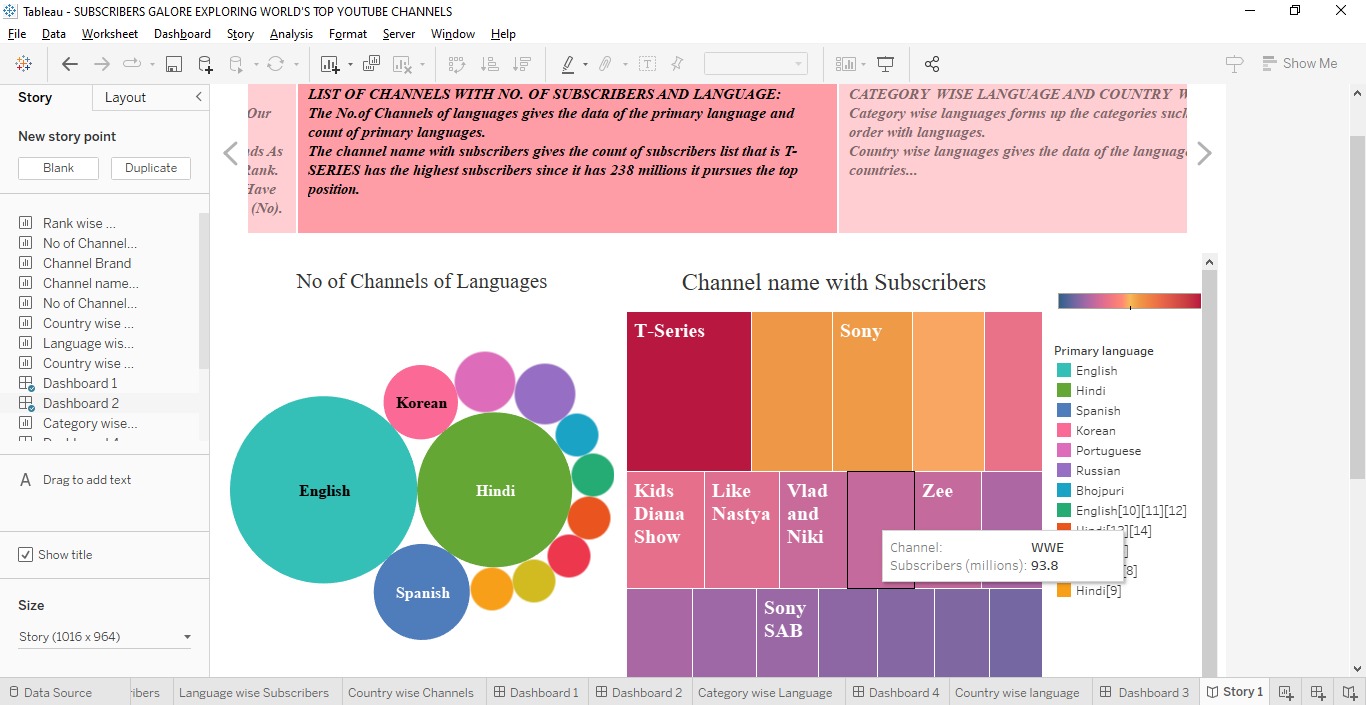 Tableau - SUBSCRIBERS GALORE EXPLORING WORLD'S TOP YOUTUBE CHANNELS
File Data Worksheet Dashboard Story Analysis Format Server Window Help
Show Me
Story Layout
New story point
Blank Duplicate
Rank wise ...
No of Channel...
Channel Brand
Channel name...
No of Channel...
Country wise ...
Language wis...
Country wise ...
Dashboard 1
Dashboard 2
Category wise...
A Drag to add text
Show title
Size
Story (1016 x 964)
Our
ds As
Rank.
Have
(No).
LIST OF CHANNELS WITH NO. OF SUBSCRIBERS AND LANGUAGE:
The No.of Channels of languages gives the data of the primary language and
count of primary languages.
The channel name with subscribers gives the count of subscribers list that is T-
SERIES has the highest subscribers since it has 238 millions it pursues the top
position.
CATEGORY WISE LANGUAGE AND COUNTRY W
Category wise languages forms up the categories such
order with languages.
Country wise languages gives the data of the languag
countries...
No of Channels of Languages
English
Korean
Hindi
Spanish
Channel name with Subscribers
T-Series
Sony
Kids
Diana
Show
Like
Nastya
Vlad
and
Niki
Zee
Sony
SAB
Channel: WWE
Subscribers (millions): 93.8
Primary language
English
Hindi
Spanish
Korean
Portuguese
Russian
Bhojpuri
English[10][11][12]
[14]
]
[8]
Hindi[9]
Data Source
ribers
Language wise Subscribers
Country wise Channels
Dashboard 1
Dashboard 2
Category wise Language
Dashboard 4
Country wise language
Dashboard 3
Story 1